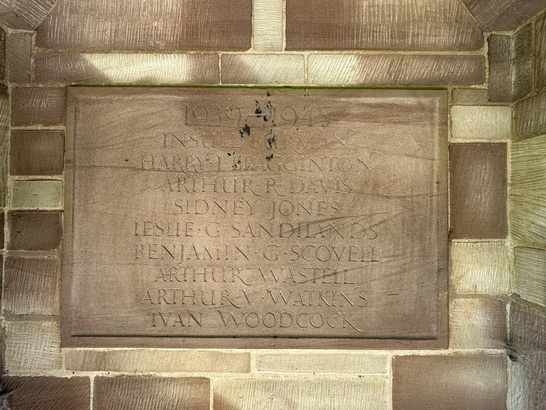 1939 · 1945
HARRY J. BRAGGINTON
ARTHUR R. DAVIS
SIDNEY JONES
LESLIE · G · SANDILANDS
BENJAMIN · G · SCOVELL
ARTHUR WASTELL
ARTHUR · V · WATKINS
IVAN WOODCOCK